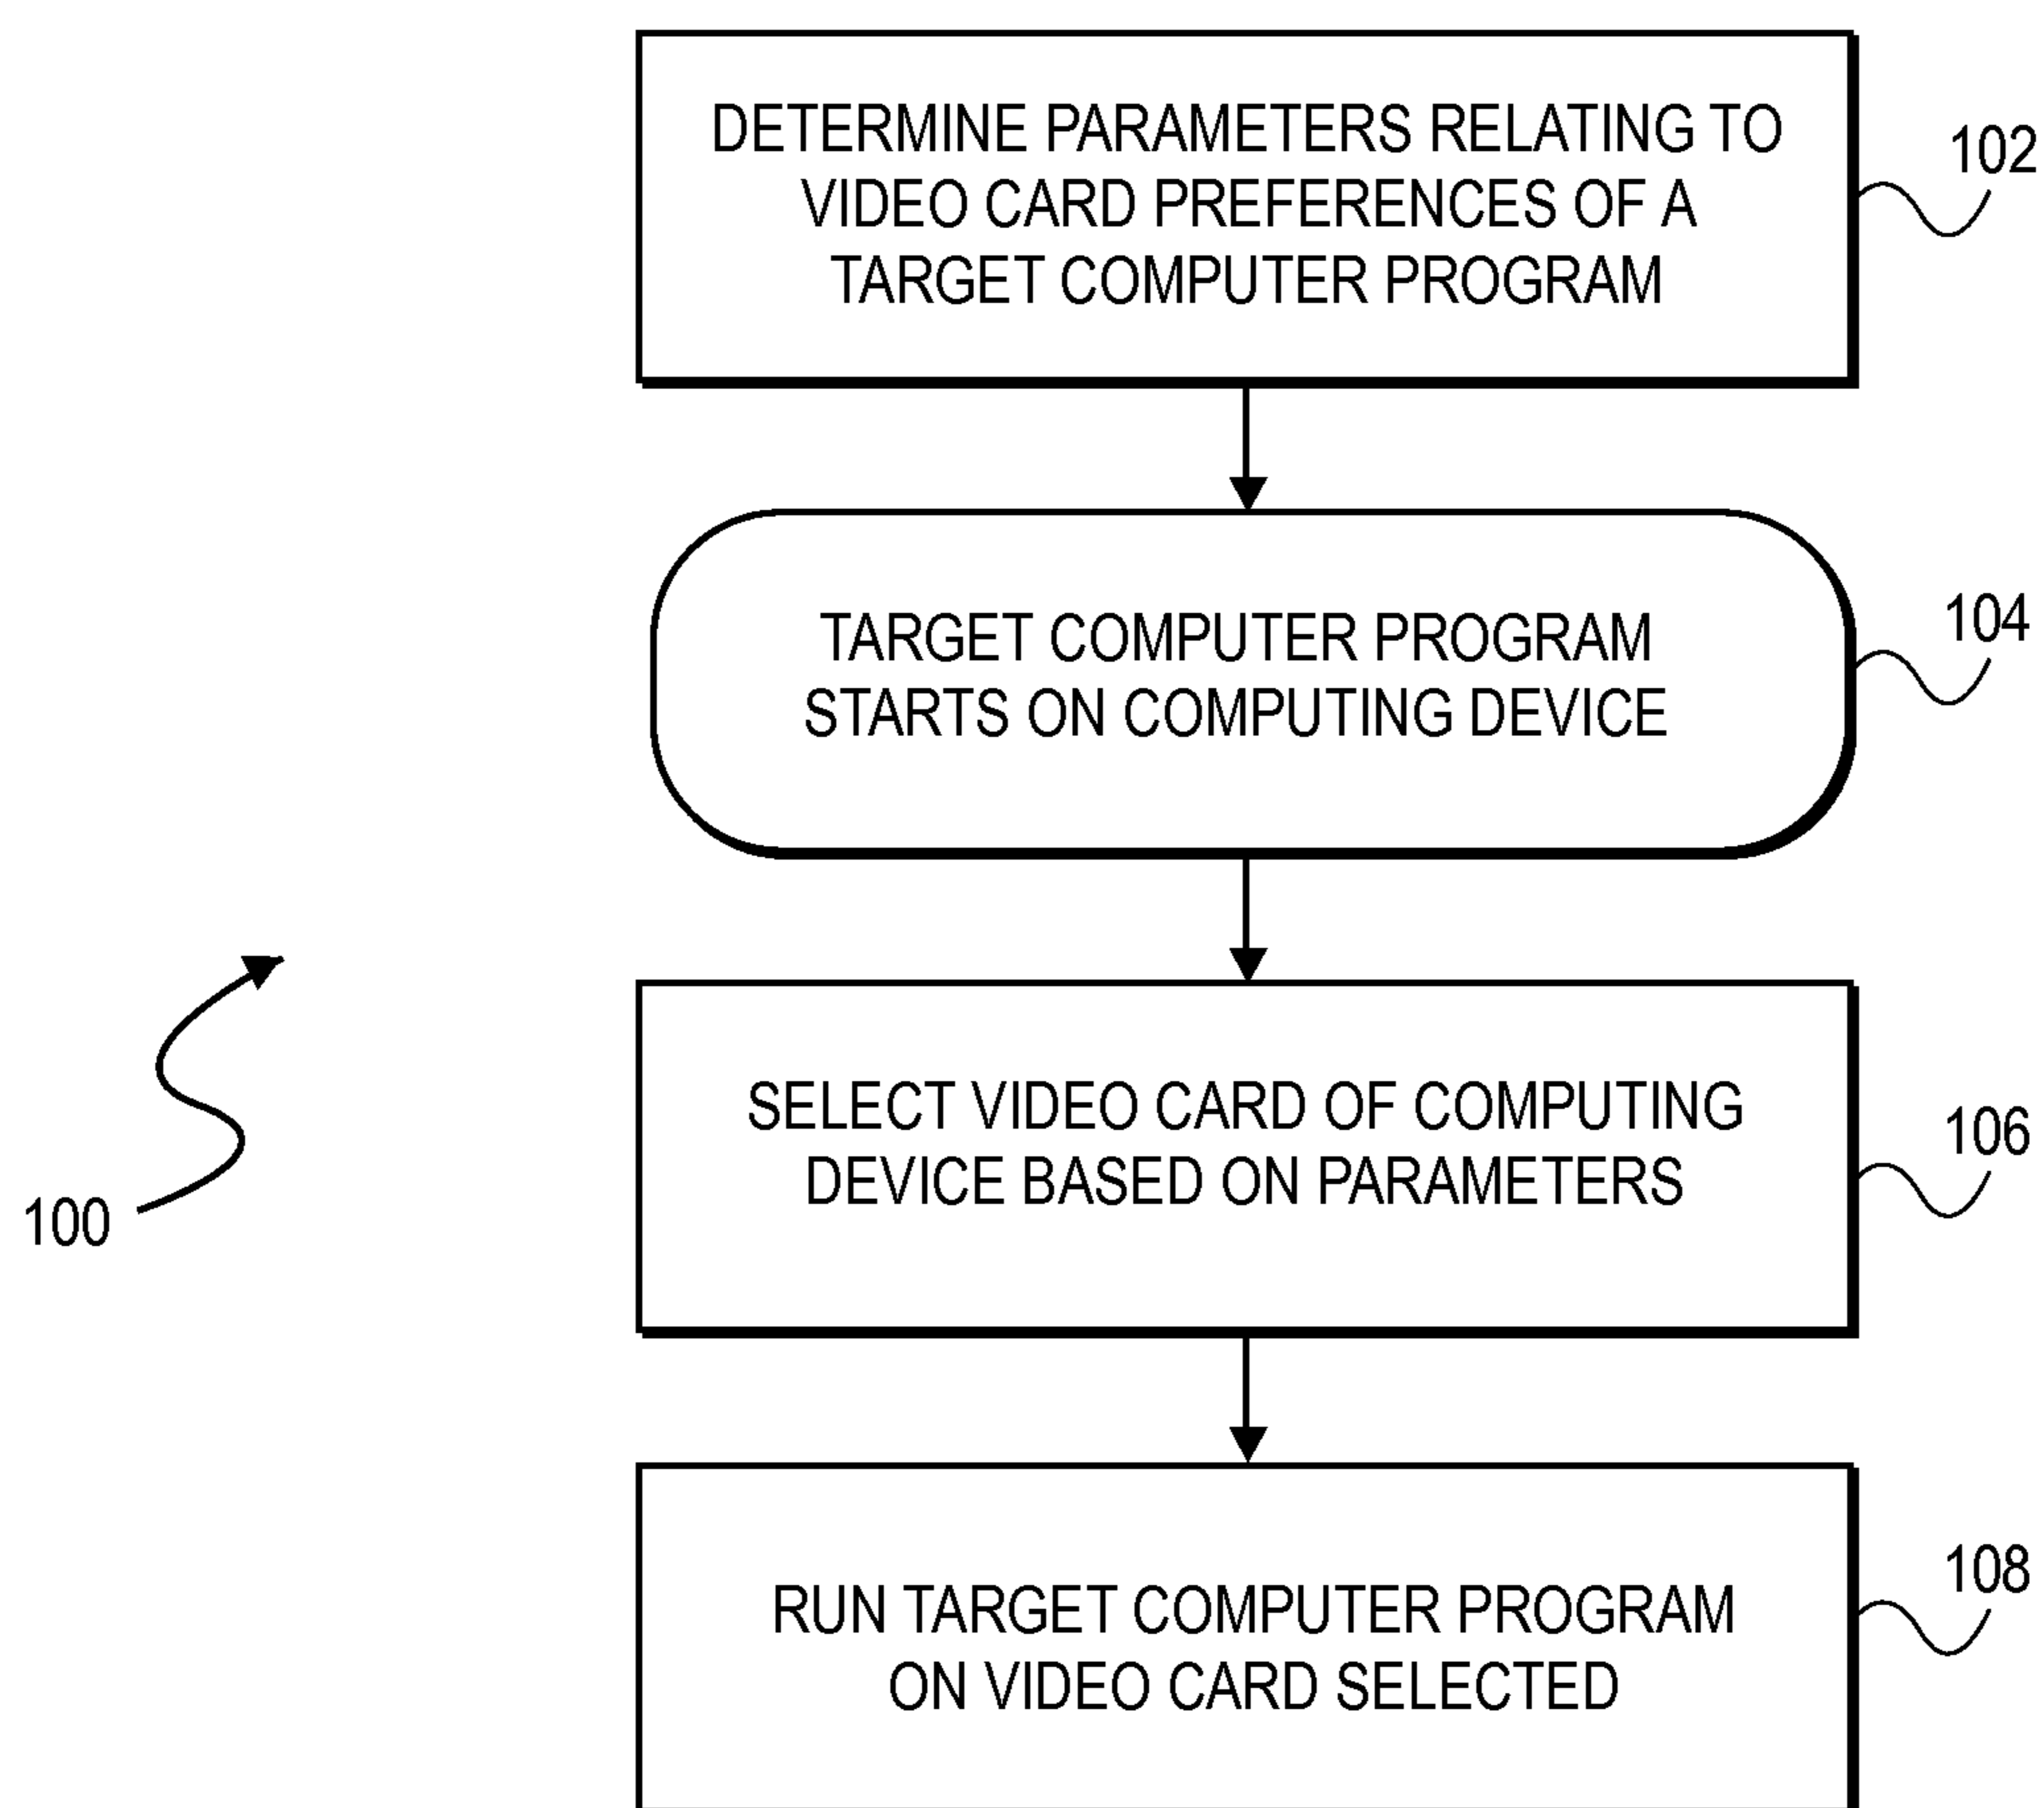 DETERMINE PARAMETERS RELATING TO
VIDEO CARD PREFERENCES OF A
TARGET COMPUTER PROGRAM
102
TARGET COMPUTER PROGRAM
STARTS ON COMPUTING DEVICE
104
SELECT VIDEO CARD OF COMPUTING
DEVICE BASED ON PARAMETERS
106
100
RUN TARGET COMPUTER PROGRAM
ON VIDEO CARD SELECTED
108